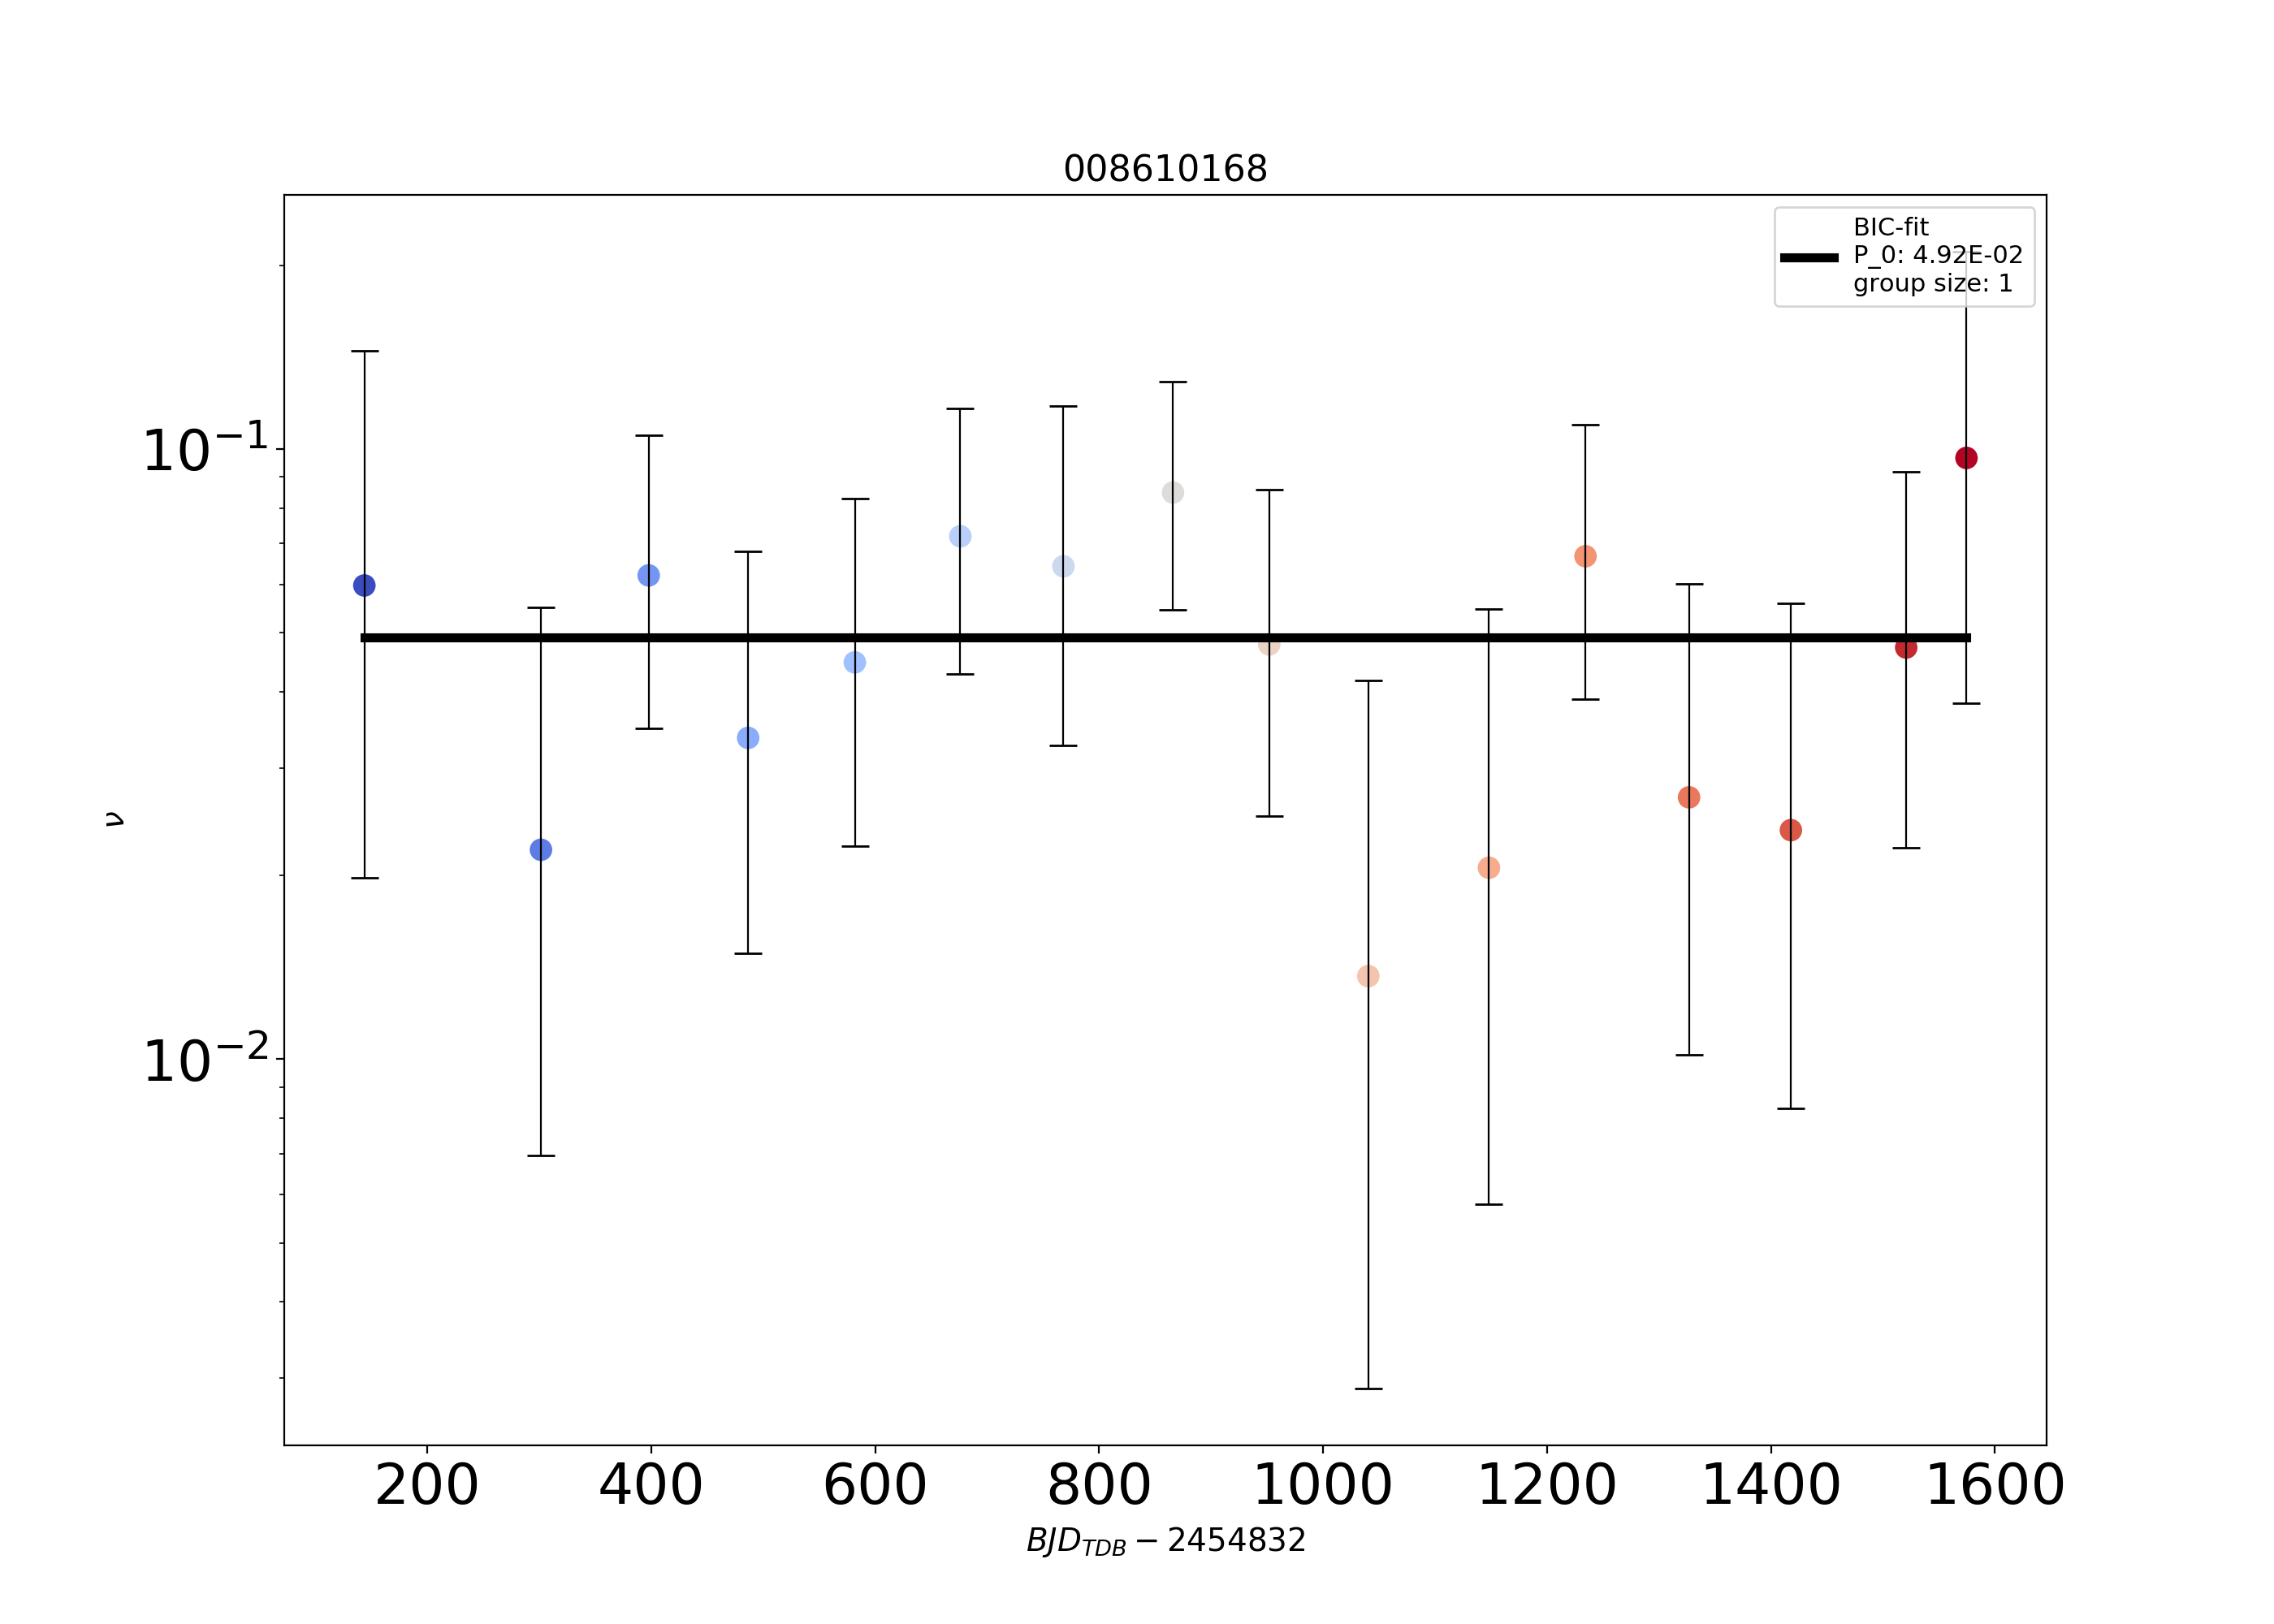 008610168
BIC-fit
P_0: 4.92E-02
group size: 1
10⁻¹
10⁻²
ν
200 400 600 800 1000 1200 1400 1600
BJD_TDB − 2454832